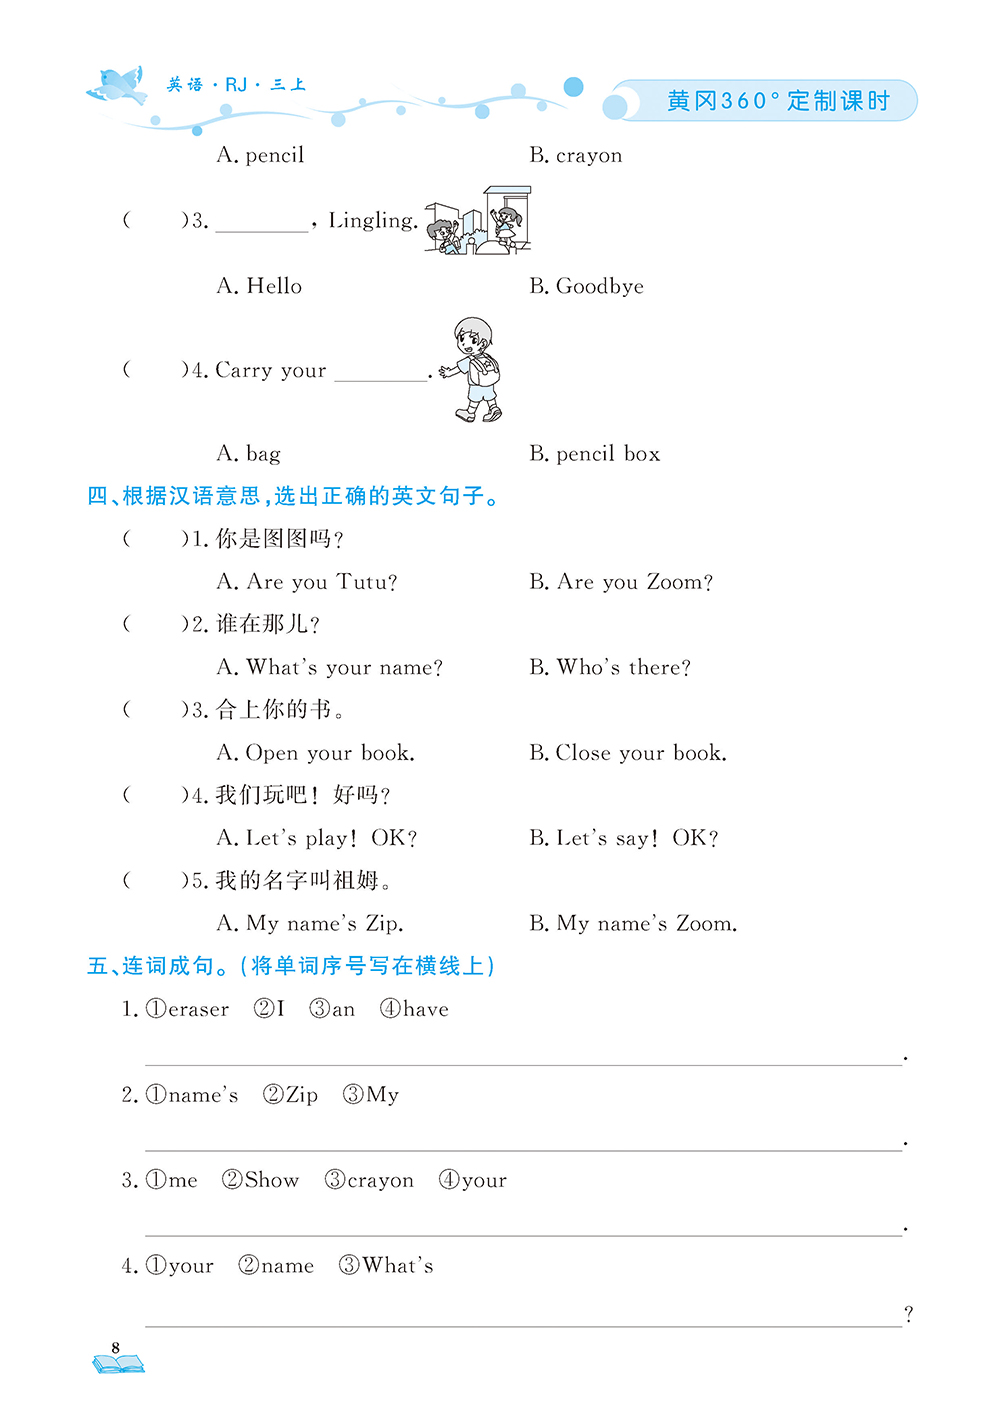 英语·RJ·三上
黄冈360°定制课时
A. pencil B. crayon
( )3. ________, Lingling.
A. Hello B. Goodbye
( )4. Carry your ________.
A. bag B. pencil box
四、根据汉语意思,选出正确的英文句子。
( )1. 你是图图吗?
A. Are you Tutu? B. Are you Zoom?
( )2. 谁在那儿?
A. What's your name? B. Who's there?
( )3. 合上你的书。
A. Open your book. B. Close your book.
( )4. 我们玩吧! 好吗?
A. Let's play! OK? B. Let's say! OK?
( )5. 我的名字叫祖姆。
A. My name's Zip. B. My name's Zoom.
五、连词成句。(将单词序号写在横线上)
1. ①eraser ②I ③an ④have
________.
2. ①name's ②Zip ③My
________.
3. ①me ②Show ③crayon ④your
________.
4. ①your ②name ③What's
________?
8